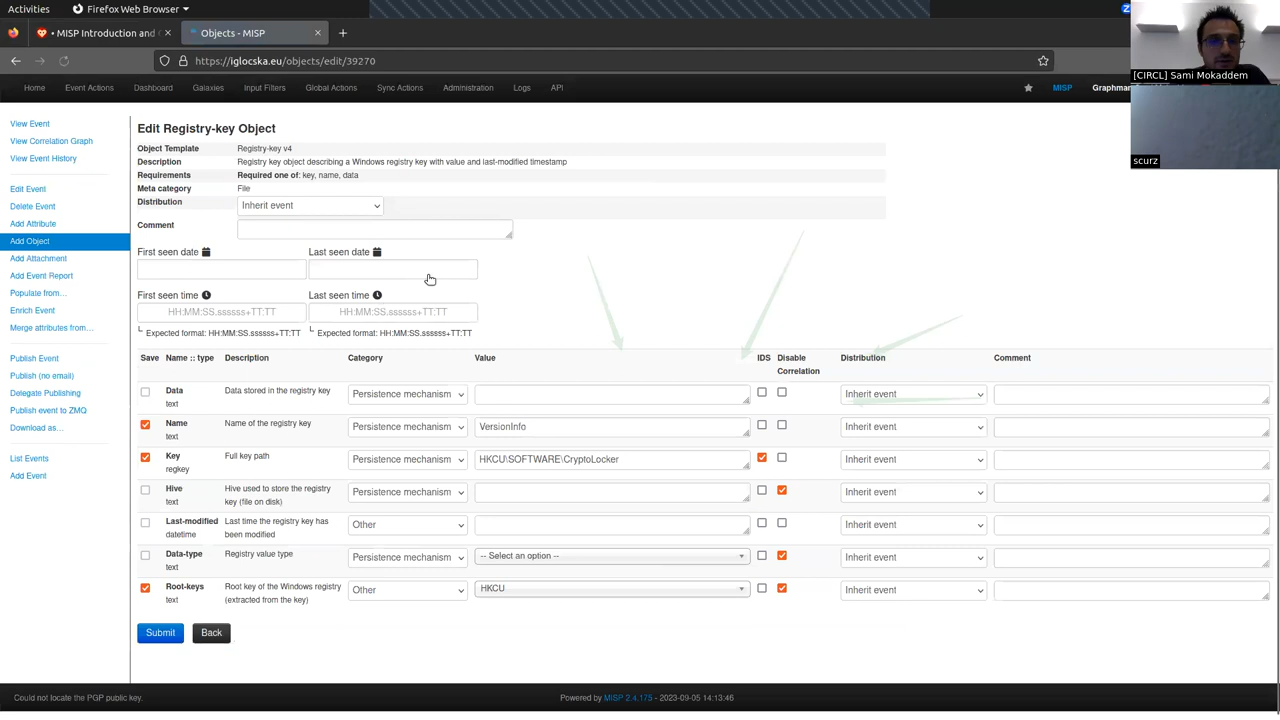 Activities Firefox Web Browser
• MISP Introduction and × Objects - MISP × +
https://iglocska.eu/objects/edit/39270
[CIRCL] Sami Mokaddem
scurz
Home Event Actions Dashboard Galaxies Input Filters Global Actions Sync Actions Administration Logs API MISP Graphman
View Event
View Correlation Graph
View Event History
Edit Event
Delete Event
Add Attribute
Add Object
Add Attachment
Add Event Report
Populate from...
Enrich Event
Merge attributes from...
Publish Event
Publish (no email)
Delegate Publishing
Publish event to ZMQ
Download as...
List Events
Add Event
Edit Registry-key Object
Object Template Registry-key v4
Description Registry key object describing a Windows registry key with value and last-modified timestamp
Requirements Required one of: key, name, data
Meta category File
Distribution Inherit event
Comment
First seen date Last seen date
First seen time Last seen time
HH:MM:SS.ssssss+TT:TT HH:MM:SS.ssssss+TT:TT
Expected format: HH:MM:SS.ssssss+TT:TT Expected format: HH:MM:SS.ssssss+TT:TT
Save Name :: type Description Category Value IDS Disable Correlation Distribution Comment
Data text Data stored in the registry key Persistence mechanism Inherit event
Name text Name of the registry key Persistence mechanism VersionInfo Inherit event
Key regkey Full key path Persistence mechanism HKCU\SOFTWARE\CryptoLocker Inherit event
Hive text Hive used to store the registry key (file on disk) Persistence mechanism Inherit event
Last-modified datetime Last time the registry key has been modified Other Inherit event
Data-type text Registry value type Persistence mechanism -- Select an option -- Inherit event
Root-keys text Root key of the Windows registry (extracted from the key) Other HKCU Inherit event
Submit Back
Could not locate the PGP public key. Powered by MISP 2.4.175 - 2023-09-05 14:13:46